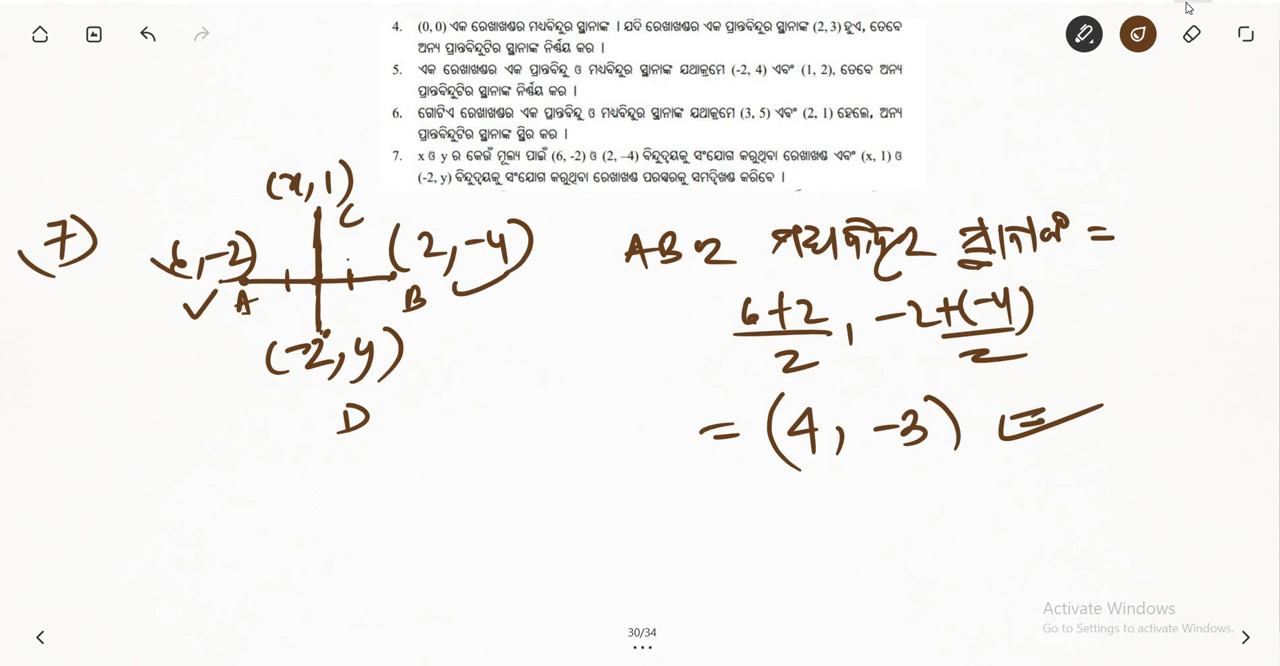 4. (0, 0) ଏକ ରେଖାଖଣ୍ଡର ମଧ୍ୟବିନ୍ଦୁର ସ୍ଥାନାଙ୍କ । ଯଦି ରେଖାଖଣ୍ଡର ଏକ ପ୍ରାନ୍ତବିନ୍ଦୁର ସ୍ଥାନାଙ୍କ (2, 3) ହୁଏ, ତେବେ
ଅନ୍ୟ ପ୍ରାନ୍ତବିନ୍ଦୁଟିର ସ୍ଥାନାଙ୍କ ନିର୍ଣ୍ଣୟ କର ।
5. ଏକ ରେଖାଖଣ୍ଡର ଏକ ପ୍ରାନ୍ତବିନ୍ଦୁ ଓ ମଧ୍ୟବିନ୍ଦୁର ସ୍ଥାନାଙ୍କ ଯଥାକ୍ରମେ (-2, 4) ଏବଂ (1, 2), ତେବେ ଅନ୍ୟ
ପ୍ରାନ୍ତବିନ୍ଦୁଟିର ସ୍ଥାନାଙ୍କ ନିର୍ଣ୍ଣୟ କର ।
6. ଗୋଟିଏ ରେଖାଖଣ୍ଡର ଏକ ପ୍ରାନ୍ତବିନ୍ଦୁ ଓ ମଧ୍ୟବିନ୍ଦୁର ସ୍ଥାନାଙ୍କ ଯଥାକ୍ରମେ (3, 5) ଏବଂ (2, 1) ହେଲେ, ଅନ୍ୟ
ପ୍ରାନ୍ତବିନ୍ଦୁଟିର ସ୍ଥାନାଙ୍କ ସ୍ଥିର କର ।
7. x ଓ y ର କେଉଁ ମୂଲ୍ୟ ପାଇଁ (6, -2) ଓ (2, –4) ବିନ୍ଦୁଦ୍ୱୟକୁ ସଂଯୋଗ କରୁଥିବା ରେଖାଖଣ୍ଡ ଏବଂ (x, 1) ଓ
(-2, y) ବିନ୍ଦୁଦ୍ୱୟକୁ ସଂଯୋଗ କରୁଥିବା ରେଖାଖଣ୍ଡ ପରସ୍ପରକୁ ସମଦ୍ୱିଖଣ୍ଡ କରିବେ ।
(x, 1)
C
7)
(6, -2)
(2, -4)
A
B
(-2, y)
D
AB ର ମଧ୍ୟବିନ୍ଦୁର ସ୍ଥାନାଙ୍କ =
6+2/2, -2+(-4)/2
= (4, -3)
Activate Windows
Go to Settings to activate Windows.
30/34